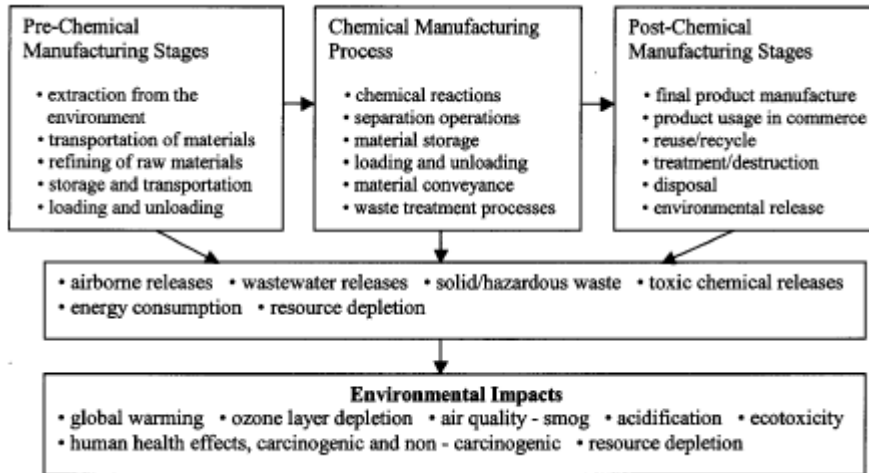 Pre-Chemical
Manufacturing Stages
• extraction from the
environment
• transportation of materials
• refining of raw materials
• storage and transportation
• loading and unloading
Chemical Manufacturing
Process
• chemical reactions
• separation operations
• material storage
• loading and unloading
• material conveyance
• waste treatment processes
Post-Chemical
Manufacturing Stages
• final product manufacture
• product usage in commerce
• reuse/recycle
• treatment/destruction
• disposal
• environmental release
• airborne releases • wastewater releases • solid/hazardous waste • toxic chemical releases
• energy consumption • resource depletion
Environmental Impacts
• global warming • ozone layer depletion • air quality - smog • acidification • ecotoxicity
• human health effects, carcinogenic and non - carcinogenic • resource depletion